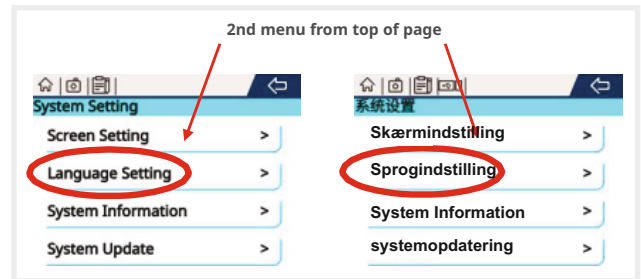 2nd menu from top of page
System Setting
Screen Setting >
Language Setting >
System Information >
System Update >
系统设置
Skærmindstilling >
Sprogindstilling >
System Information >
systemopdatering >